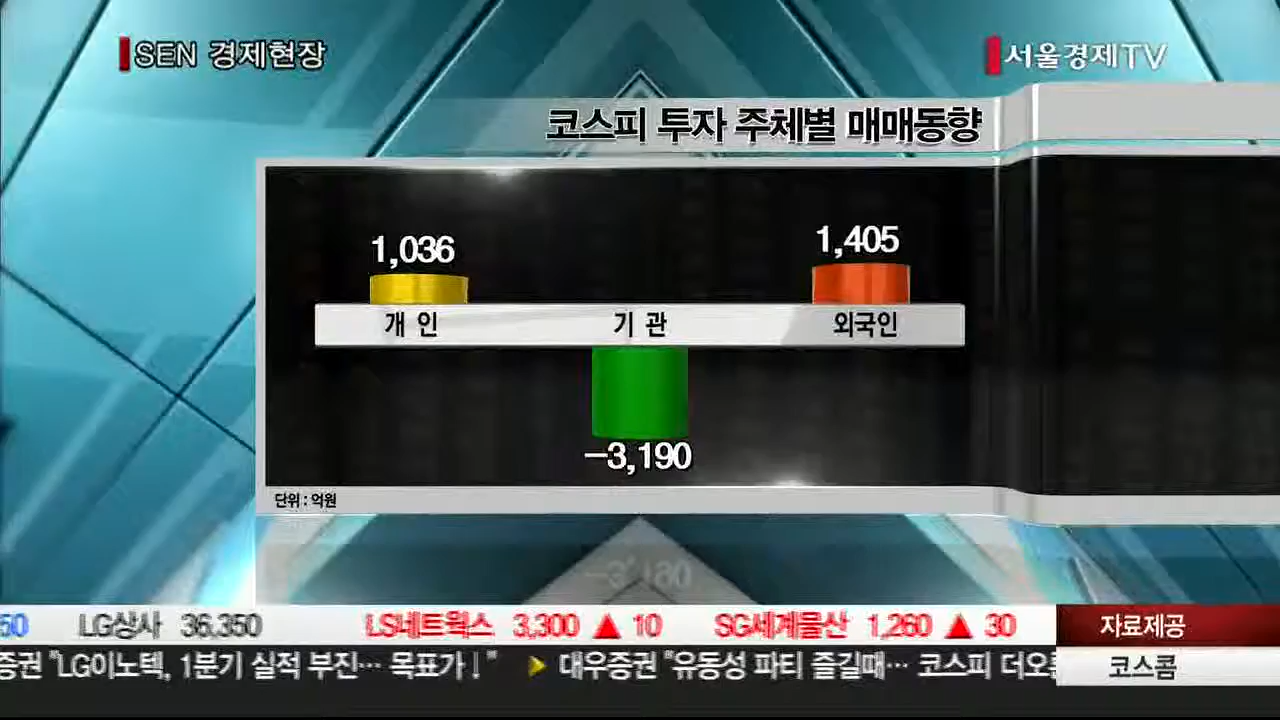 SEN 경제현장
서울경제TV
코스피 투자 주체별 매매동향
1,036
1,405
개 인
기 관
외국인
-3,190
단위 : 억원
50 LG상사 36,350 LS네트웍스 3,300 ▲ 10 SG세계물산 1,260 ▲ 30
자료제공
증권 "LG이노텍, 1분기 실적 부진… 목표가↓" ▶ 대우증권 "유동성 파티 즐길때… 코스피 더오
코스콤